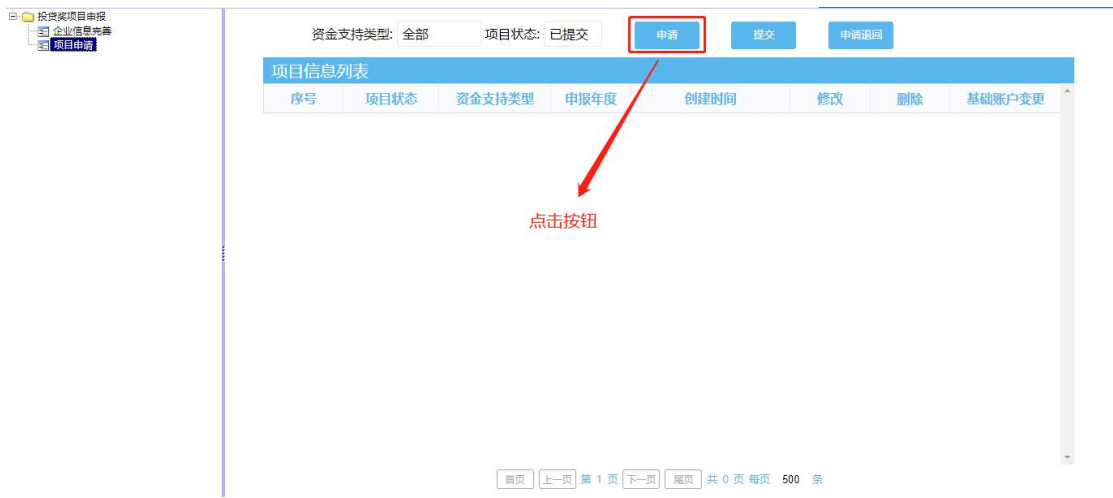 投贷奖项目申报
企业信息完善
项目申请
资金支持类型: 全部 项目状态: 已提交 申请 提交 申请退回
项目信息列表
序号 项目状态 资金支持类型 申报年度 创建时间 修改 删除 基础账户变更
点击按钮
首页 上一页 第 1 页 下一页 尾页 共 0 页 每页 500 条